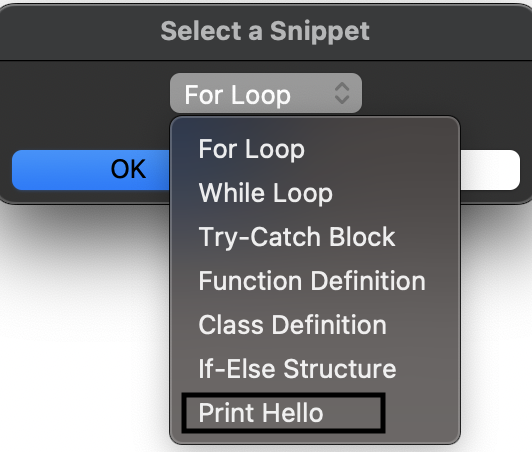 Select a Snippet
For Loop
For Loop
While Loop
OK
Try-Catch Block
Function Definition
Class Definition
If-Else Structure
Print Hello